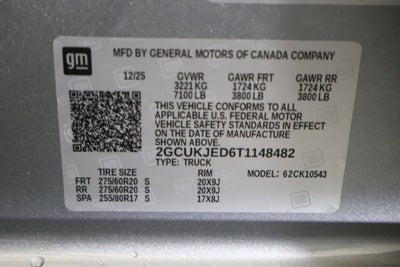 gm
MFD BY GENERAL MOTORS OF CANADA COMPANY
12/25 GVWR GAWR FRT GAWR RR
3221 KG 1724 KG 1724 KG
7100 LB 3800 LB 3800 LB
THIS VEHICLE CONFORMS TO ALL
APPLICABLE U.S. FEDERAL MOTOR
VEHICLE SAFETY STANDARDS IN EFFECT
ON THE DATE OF MANUFACTURE
SHOWN ABOVE.
2GCUKJED6T1148482
TYPE: TRUCK MODEL: 62CK10543
TIRE SIZE RIM
FRT 275/60R20 S 20X9J
RR 275/60R20 S 20X9J
SPA 255/80R17 S 17X8J